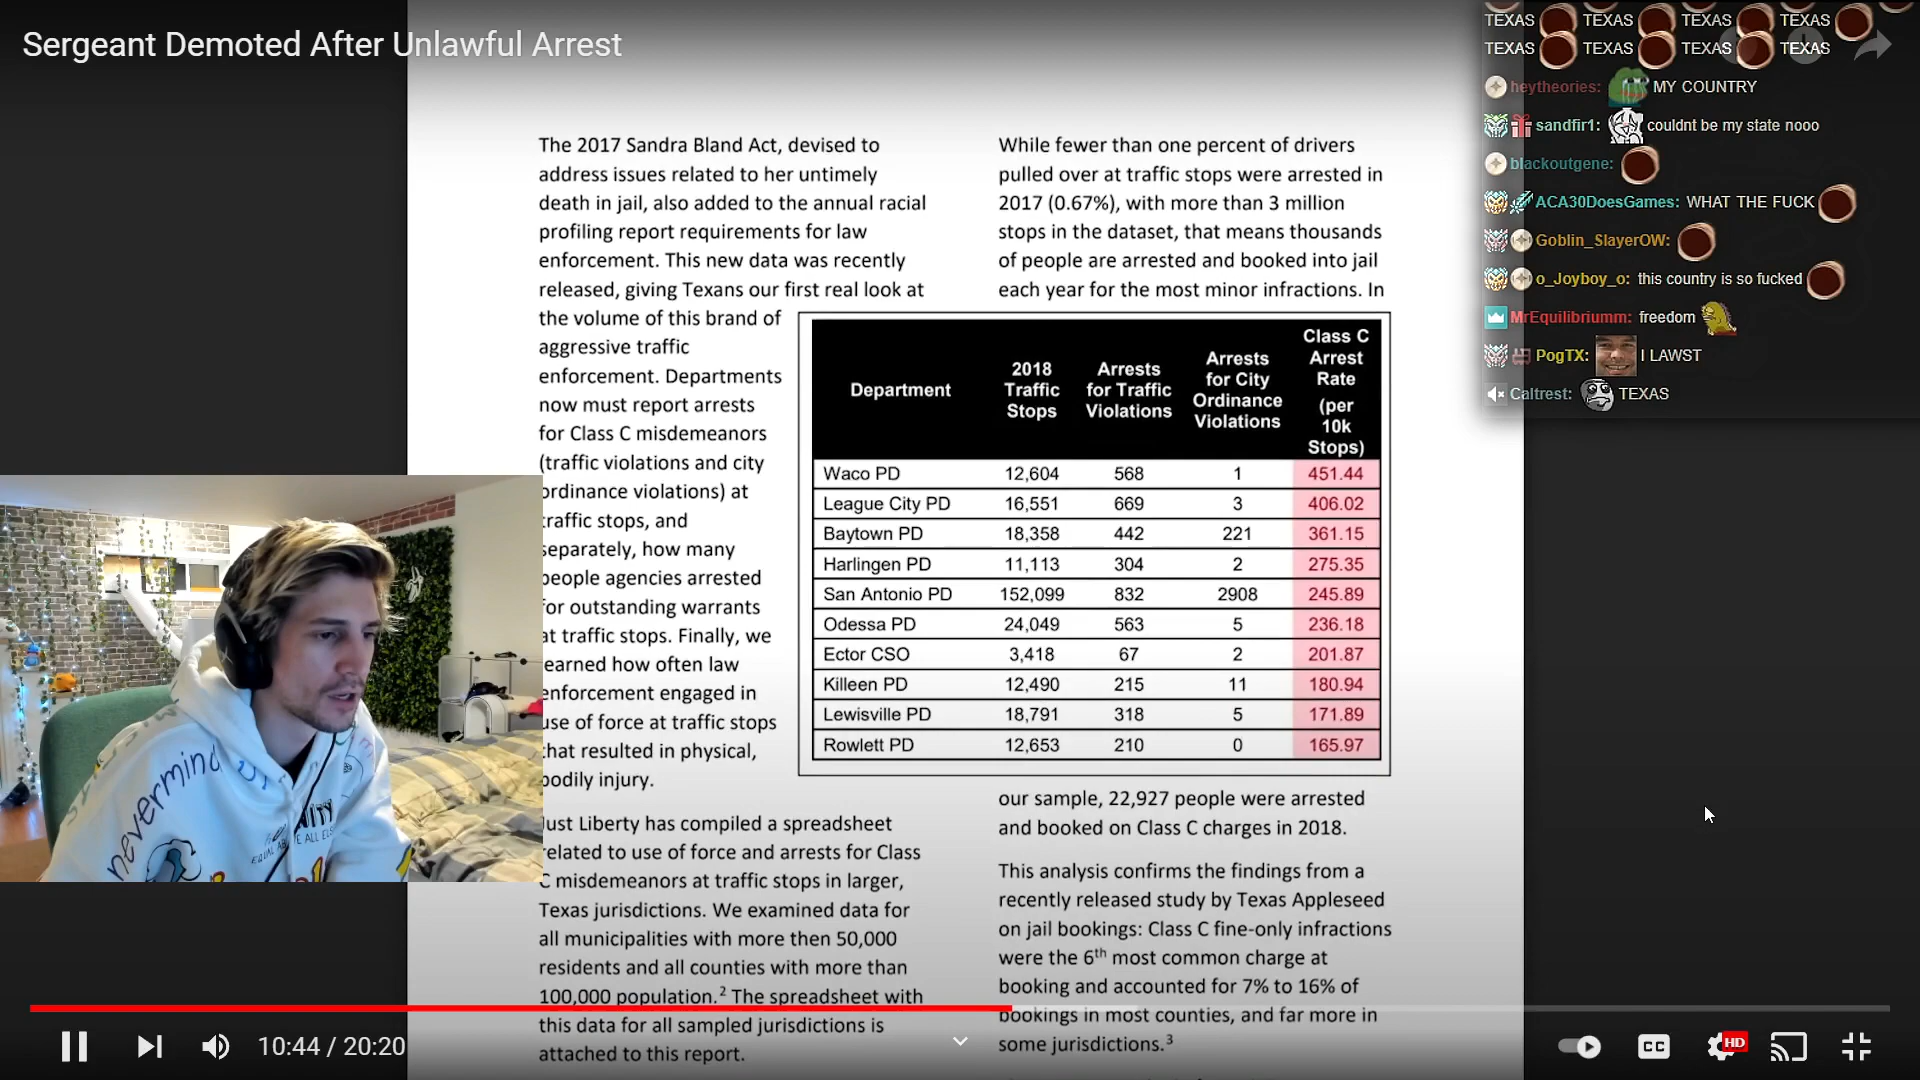 Sergeant Demoted After Unlawful Arrest
The 2017 Sandra Bland Act, devised to
address issues related to her untimely
death in jail, also added to the annual racial
profiling report requirements for law
enforcement. This new data was recently
released, giving Texans our first real look at
the volume of this brand of
aggressive traffic
enforcement. Departments
now must report arrests
for Class C misdemeanors
(traffic violations and city
ordinance violations) at
traffic stops, and
separately, how many
people agencies arrested
for outstanding warrants
at traffic stops. Finally, we
learned how often law
enforcement engaged in
use of force at traffic stops
that resulted in physical,
bodily injury.
Just Liberty has compiled a spreadsheet
related to use of force and arrests for Class
C misdemeanors at traffic stops in larger,
Texas jurisdictions. We examined data for
all municipalities with more then 50,000
residents and all counties with more than
100,000 population.2 The spreadsheet with
this data for all sampled jurisdictions is
attached to this report.
While fewer than one percent of drivers
pulled over at traffic stops were arrested in
2017 (0.67%), with more than 3 million
stops in the dataset, that means thousands
of people are arrested and booked into jail
each year for the most minor infractions. In
Department 2018 Traffic Stops Arrests for Traffic Violations Arrests for City Ordinance Violations Class C Arrest Rate (per 10k Stops)
Waco PD 12,604 568 1 451.44
League City PD 16,551 669 3 406.02
Baytown PD 18,358 442 221 361.15
Harlingen PD 11,113 304 2 275.35
San Antonio PD 152,099 832 2908 245.89
Odessa PD 24,049 563 5 236.18
Ector CSO 3,418 67 2 201.87
Killeen PD 12,490 215 11 180.94
Lewisville PD 18,791 318 5 171.89
Rowlett PD 12,653 210 0 165.97
our sample, 22,927 people were arrested
and booked on Class C charges in 2018.
This analysis confirms the findings from a
recently released study by Texas Appleseed
on jail bookings: Class C fine-only infractions
were the 6th most common charge at
booking and accounted for 7% to 16% of
bookings in most counties, and far more in
some jurisdictions.3
TEXAS TEXAS TEXAS TEXAS
TEXAS TEXAS TEXAS TEXAS
heytheories: MY COUNTRY
sandfir1: couldnt be my state nooo
blackoutgene:
ACA30DoesGames: WHAT THE FUCK
Goblin_SlayerOW:
o_Joyboy_o: this country is so fucked
MrEquilibriumm: freedom
PogTX: I LAWST
Caltrest: TEXAS
nevermind
10:44 / 20:20
CC
HD